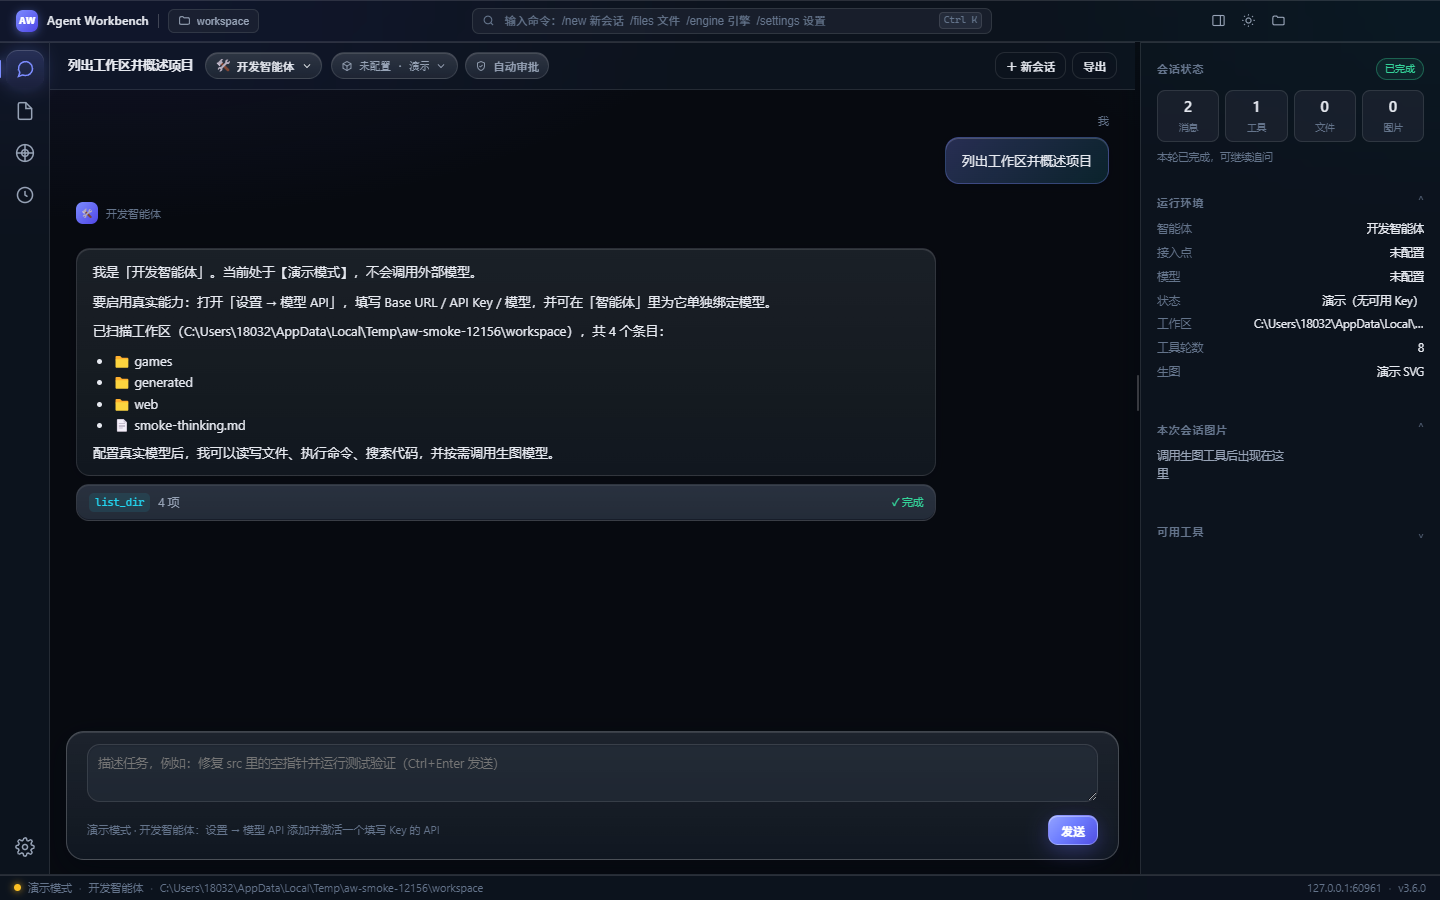 AW Agent Workbench workspace 输入命令：/new 新会话 /files 文件 /engine 引擎 /settings 设置 Ctrl K
列出工作区并概述项目 开发智能体 未配置 · 演示 自动审批 + 新会话 导出
我
列出工作区并概述项目
开发智能体
我是「开发智能体」。当前处于【演示模式】，不会调用外部模型。
要启用真实能力：打开「设置 → 模型 API」，填写 Base URL / API Key / 模型，并可在「智能体」里为它单独绑定模型。
已扫描工作区（C:\Users\18032\AppData\Local\Temp\aw-smoke-12156\workspace），共 4 个条目：
• games
• generated
• web
• smoke-thinking.md
配置真实模型后，我可以读写文件、执行命令、搜索代码，并按需调用生图模型。
list_dir 4 项 ✓ 完成
描述任务，例如：修复 src 里的空指针并运行测试验证（Ctrl+Enter 发送）
演示模式 · 开发智能体：设置 → 模型 API 添加并激活一个填写 Key 的 API
发送
会话状态 已完成
2 1 0 0
消息 工具 文件 图片
本轮已完成，可继续追问
运行环境
智能体 开发智能体
接入点 未配置
模型 未配置
状态 演示（无可用 Key）
工作区 C:\Users\18032\AppData\Local\...
工具轮数 8
生图 演示 SVG
本次会话图片
调用生图工具后出现在这
里
可用工具
演示模式 · 开发智能体 · C:\Users\18032\AppData\Local\Temp\aw-smoke-12156\workspace 127.0.0.1:60961 · v3.6.0